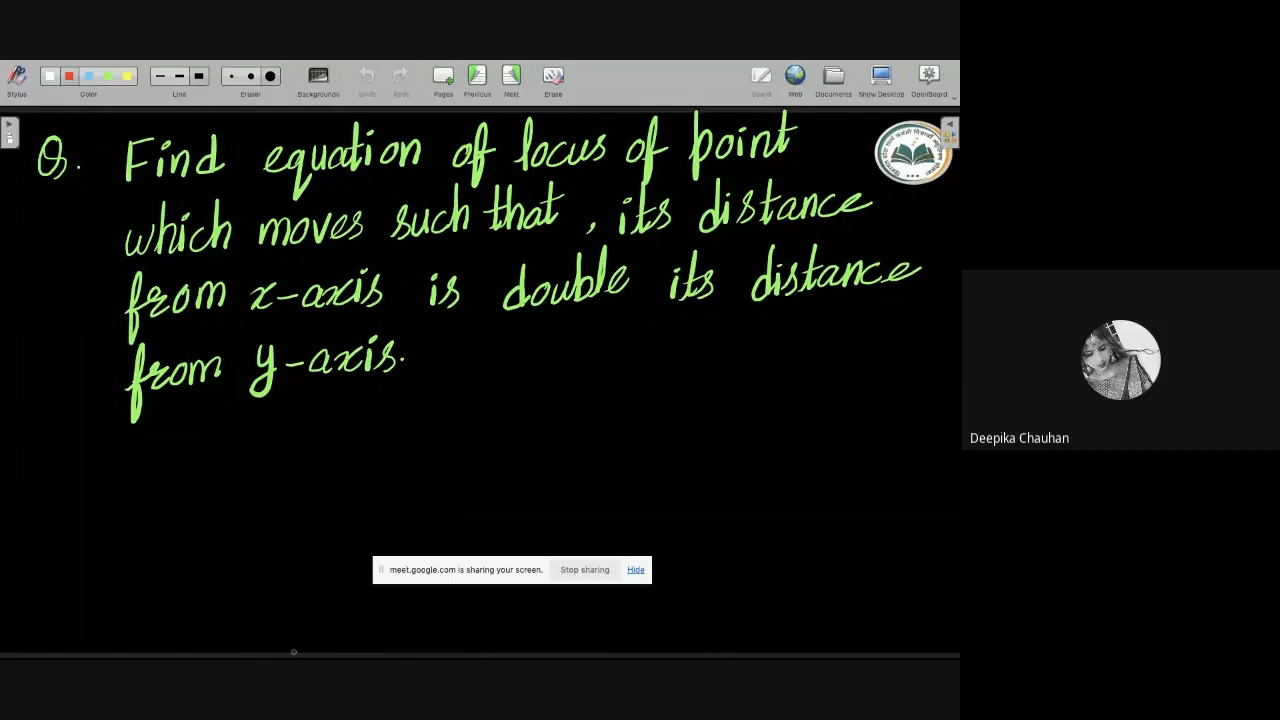 Stylus Color Line Eraser Backgrounds Undo Redo Pages Previous Next Erase Board Web Documents Show Desktop OpenBoard
Q. Find equation of locus of point
which moves such that, its distance
from x-axis is double its distance
from y-axis.
Deepika Chauhan
meet.google.com is sharing your screen. Stop sharing Hide